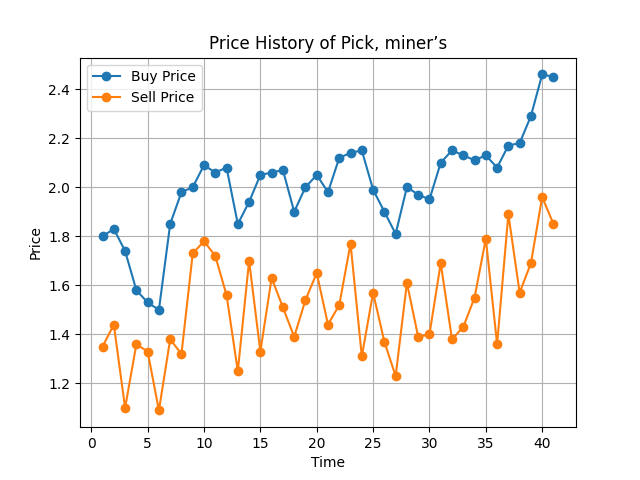 Price History of Pick, miner’s
Buy Price
Sell Price
Price
2.4
2.2
2.0
1.8
1.6
1.4
1.2
0 5 10 15 20 25 30 35 40
Time